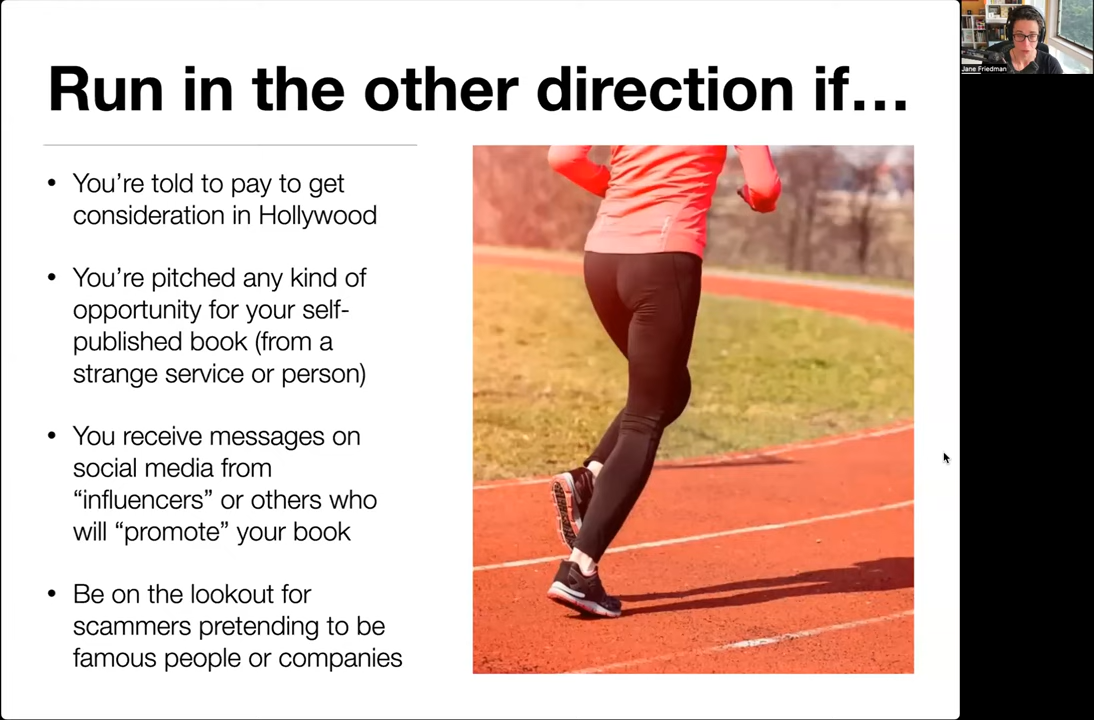 Run in the other direction if…
• You’re told to pay to get
consideration in Hollywood
• You’re pitched any kind of
opportunity for your self-
published book (from a
strange service or person)
• You receive messages on
social media from
“influencers” or others who
will “promote” your book
• Be on the lookout for
scammers pretending to be
famous people or companies
Jane Friedman